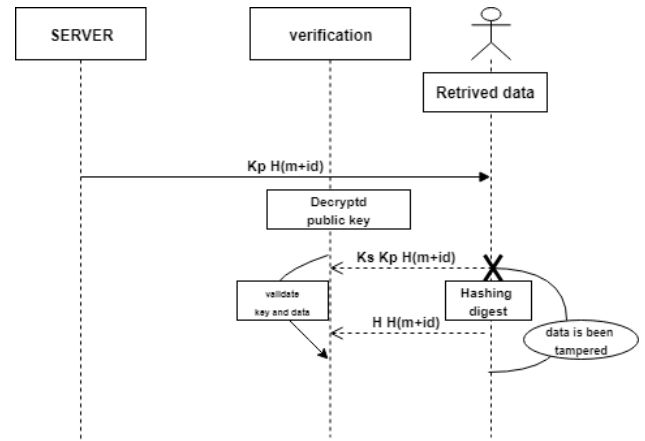 SERVER
verification
Retrived data
Kp H(m+id)
Decryptd
public key
Ks Kp H(m+id)
validate
key and data
Hashing
digest
H H(m+id)
data is been
tampered